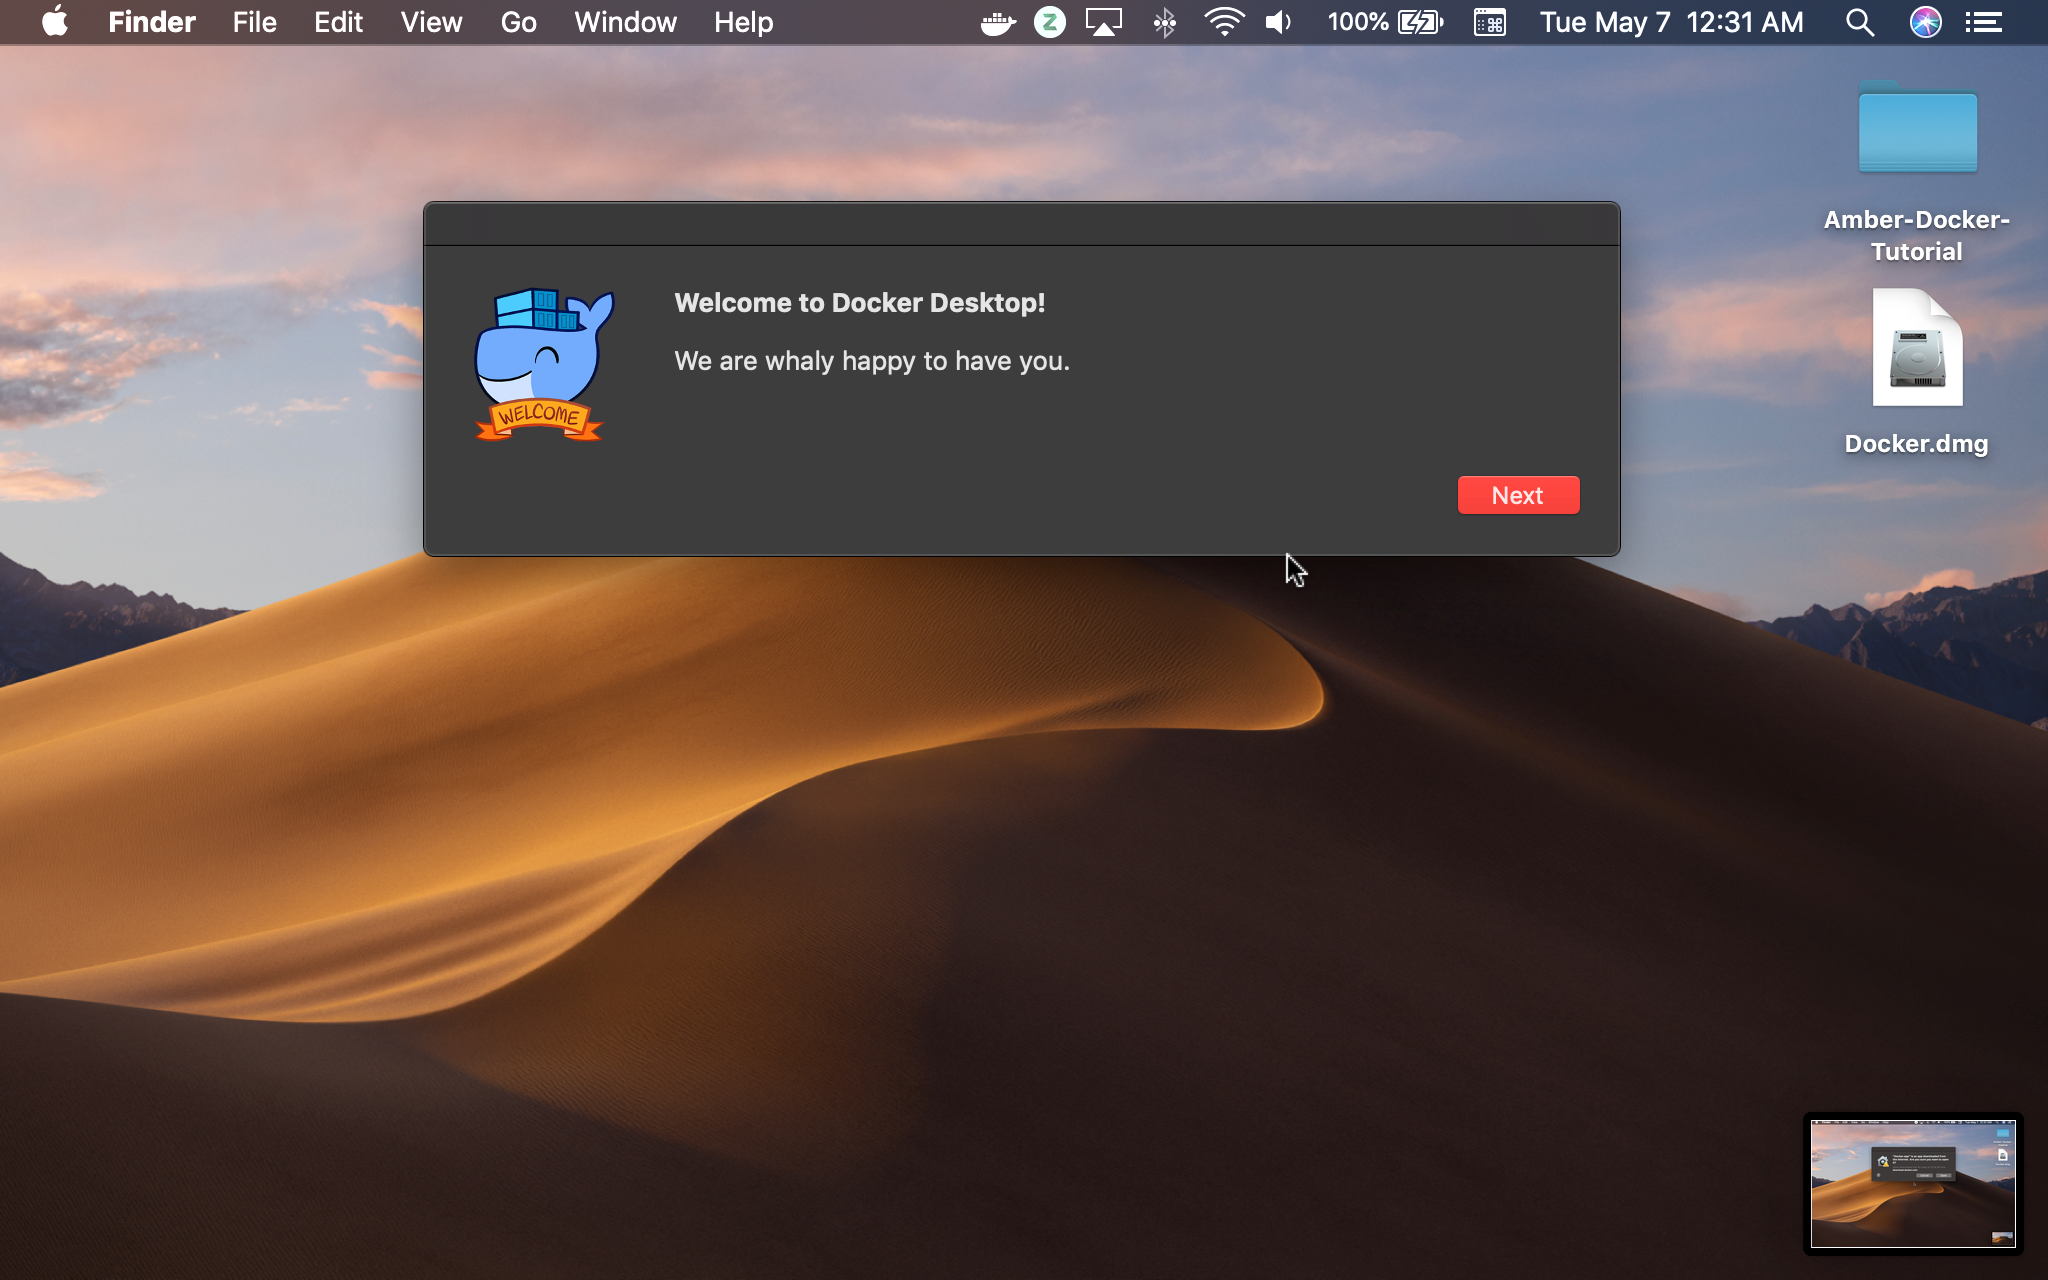 Finder File Edit View Go Window Help Z 100% Tue May 7 12:31 AM
Amber-Docker-
Tutorial
Docker.dmg
Welcome to Docker Desktop!
We are whaly happy to have you.
WELCOME
Next